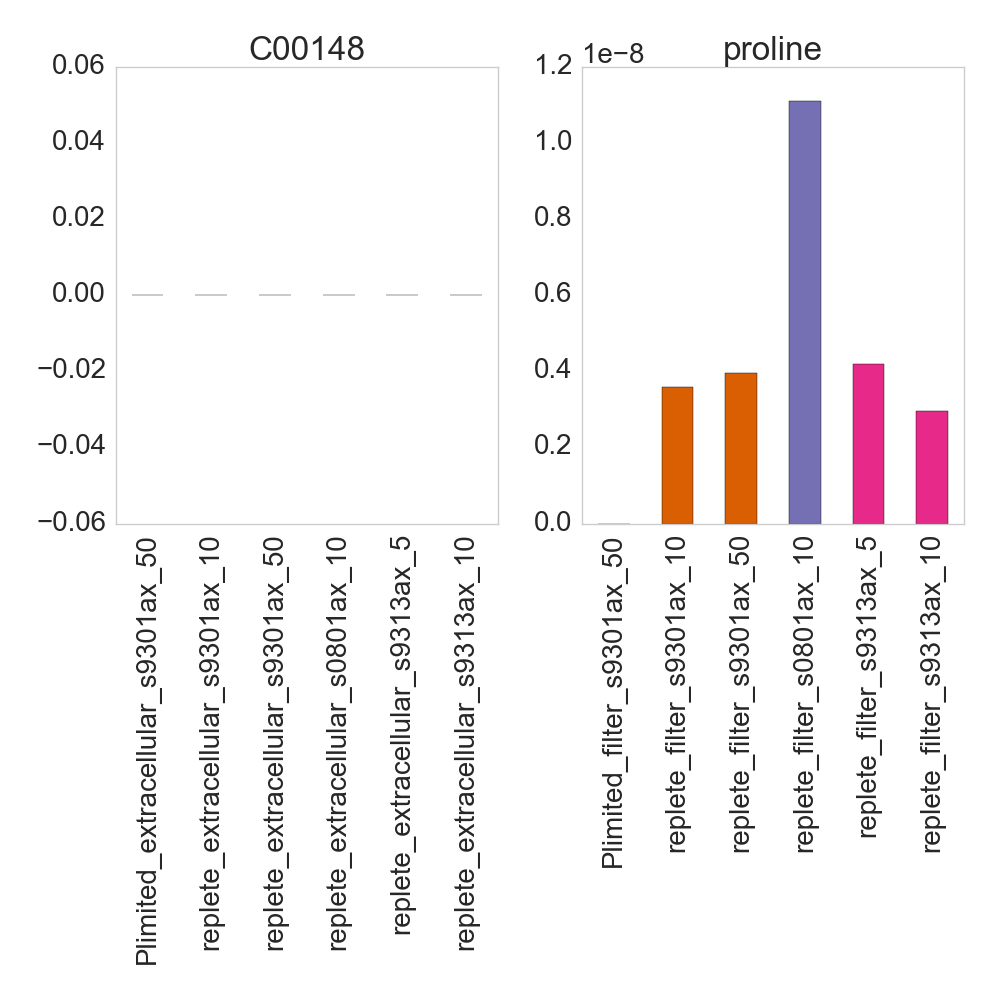 C00148
0.06
0.04
0.02
0.00
−0.02
−0.04
−0.06
Plimited_extracellular_s9301ax_50
replete_extracellular_s9301ax_10
replete_extracellular_s9301ax_50
replete_extracellular_s0801ax_10
replete_extracellular_s9313ax_5
replete_extracellular_s9313ax_10
proline
1e−8
1.2
1.0
0.8
0.6
0.4
0.2
0.0
Plimited_filter_s9301ax_50
replete_filter_s9301ax_10
replete_filter_s9301ax_50
replete_filter_s0801ax_10
replete_filter_s9313ax_5
replete_filter_s9313ax_10